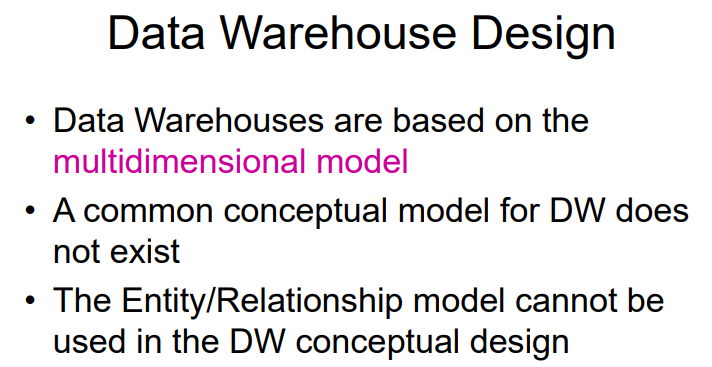 Data Warehouse Design
• Data Warehouses are based on the
multidimensional model
• A common conceptual model for DW does
not exist
• The Entity/Relationship model cannot be
used in the DW conceptual design